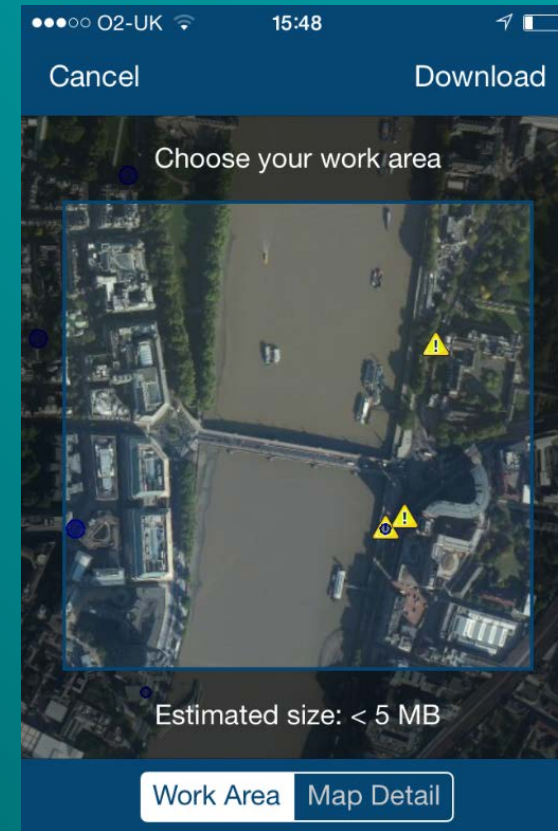 ●●●○○ O2-UK 15:48
Cancel Download
Choose your work area
!
!
Estimated size: < 5 MB
Work Area Map Detail